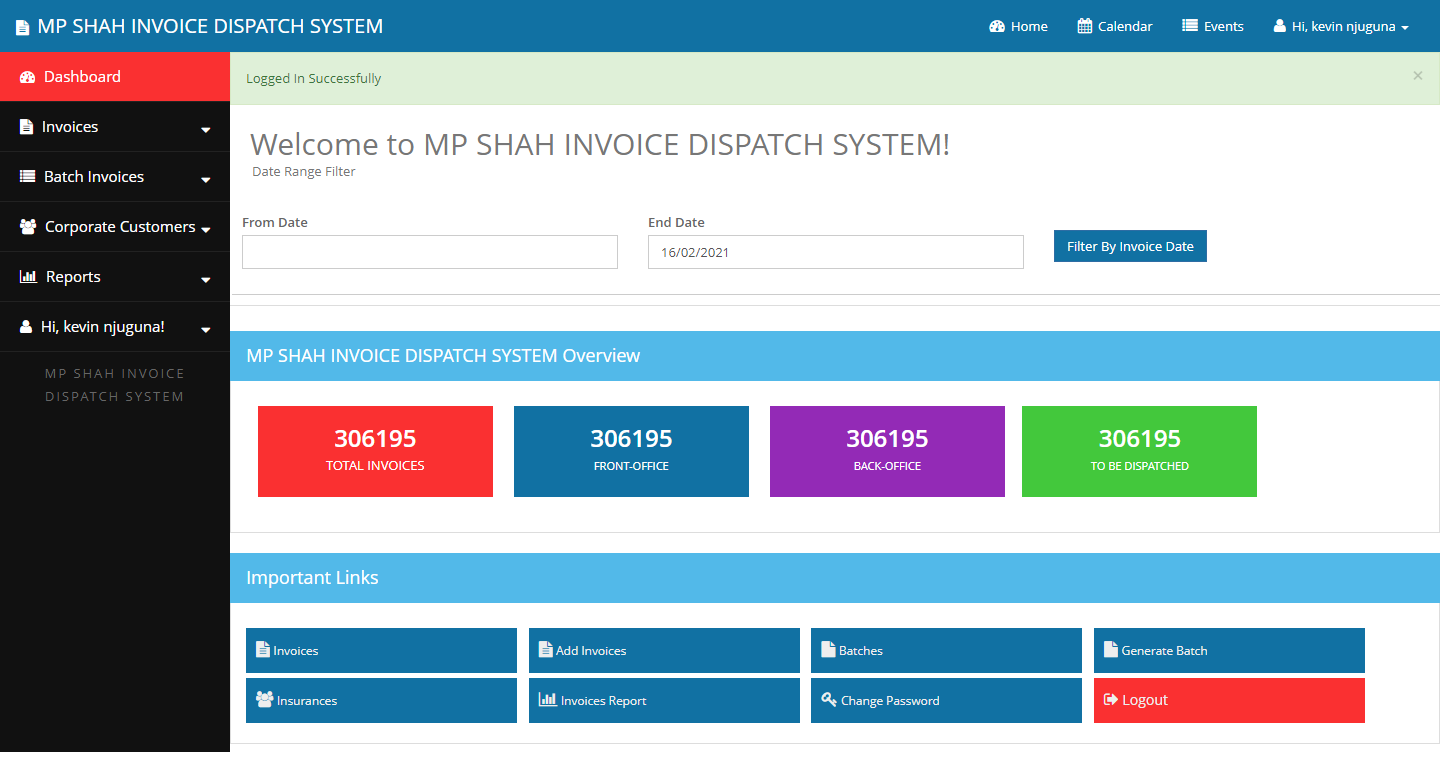 MP SHAH INVOICE DISPATCH SYSTEM
Home
Calendar
Events
Hi, kevin njuguna
Dashboard
Invoices
Batch Invoices
Corporate Customers
Reports
Hi, kevin njuguna!
MP SHAH INVOICE
DISPATCH SYSTEM
Logged In Successfully
×
Welcome to MP SHAH INVOICE DISPATCH SYSTEM!
Date Range Filter
From Date
End Date
16/02/2021
Filter By Invoice Date
MP SHAH INVOICE DISPATCH SYSTEM Overview
306195
TOTAL INVOICES
306195
FRONT-OFFICE
306195
BACK-OFFICE
306195
TO BE DISPATCHED
Important Links
Invoices
Add Invoices
Batches
Generate Batch
Insurances
Invoices Report
Change Password
Logout